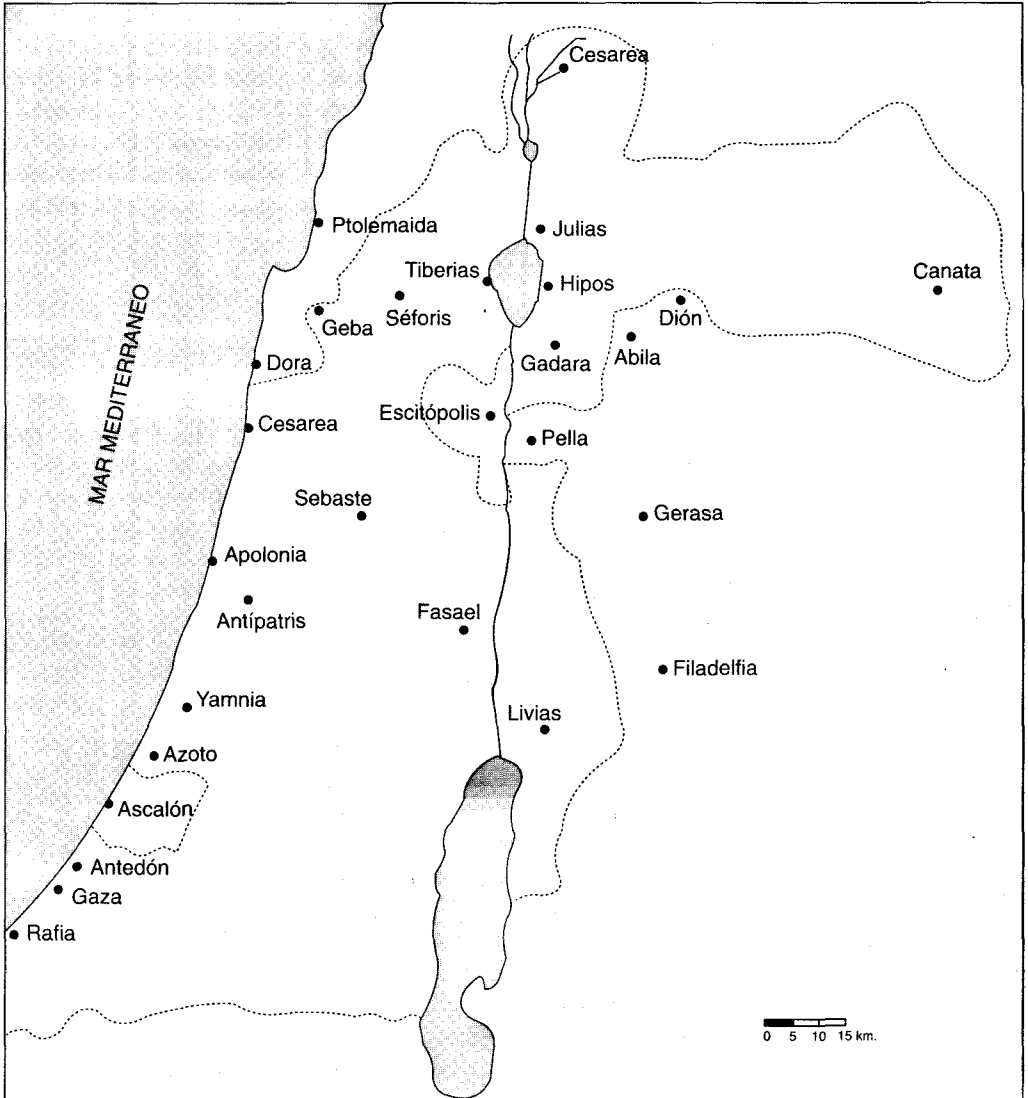 Cesarea
Ptolemaida
Julias
Tiberias
Hipos
Canata
Séforis
Geba
Dión
MAR MEDITERRANEO
Dora
Gadara
Abila
Escitópolis
Cesarea
Pella
Sebaste
Gerasa
Apolonia
Antípatris
Fasael
Filadelfia
Yamnia
Livias
Azoto
Ascalón
Antedón
Gaza
Rafia
0 5 10 15 km.